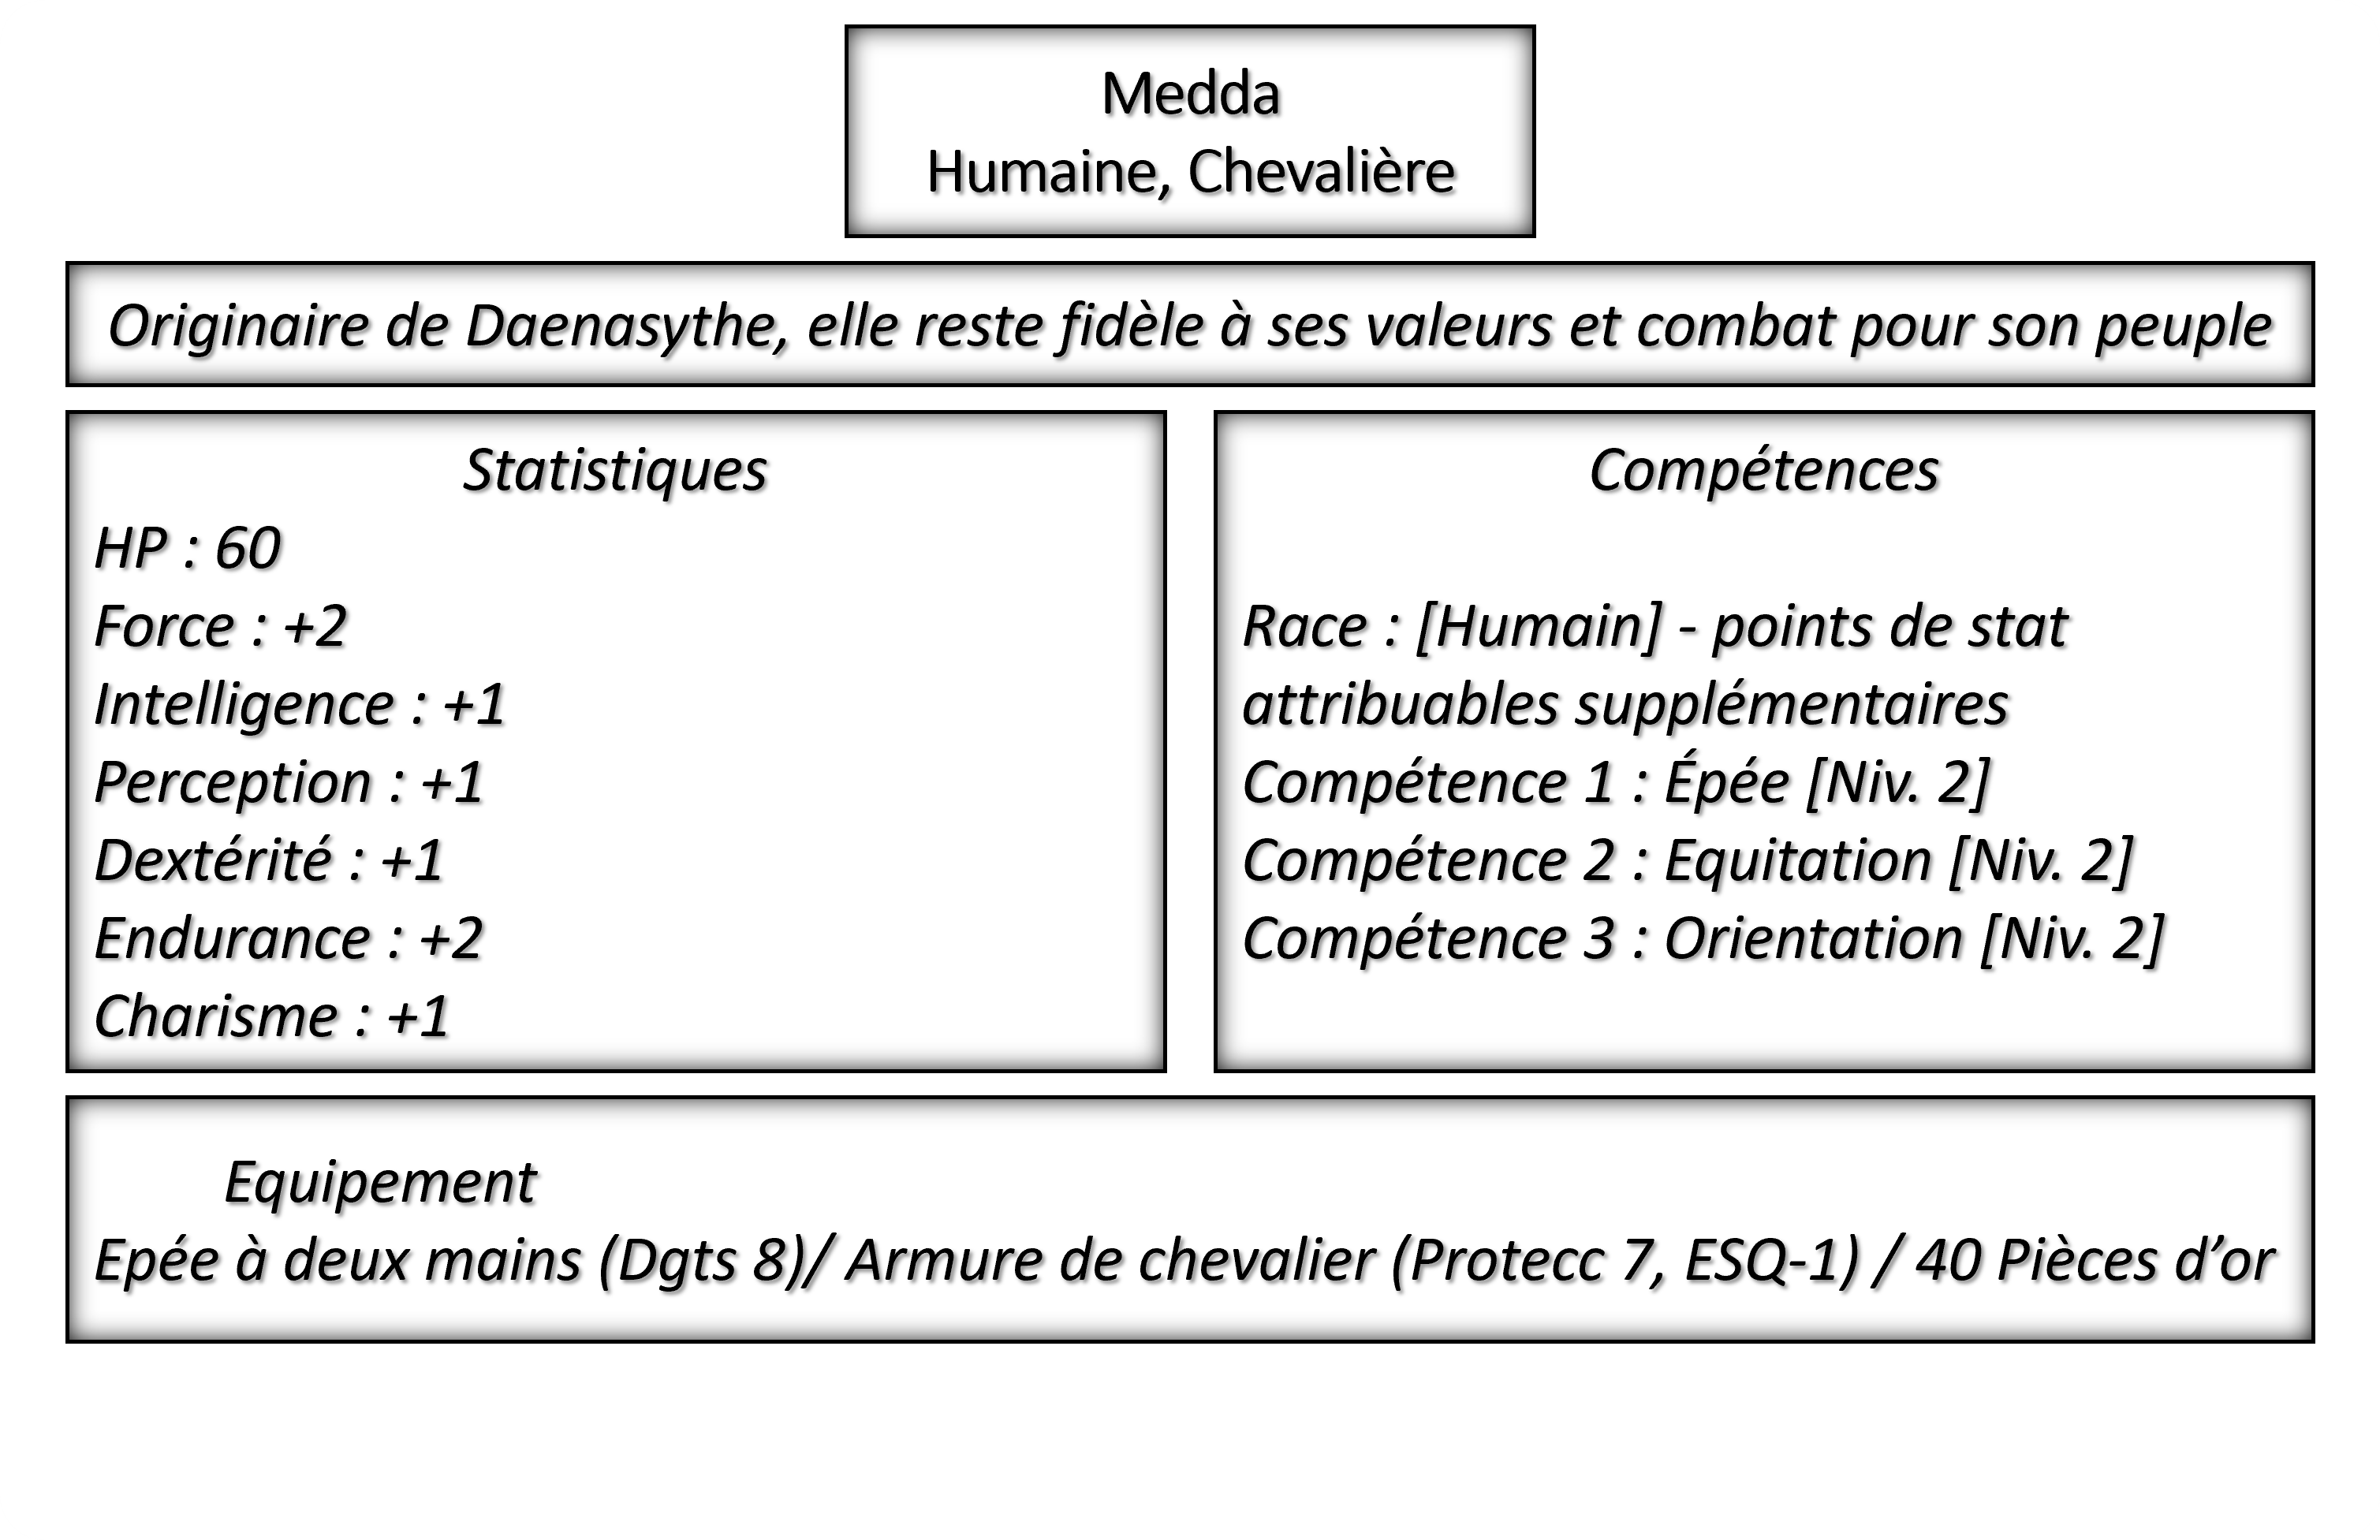 Medda
Humaine, Chevalière
Originaire de Daenasythe, elle reste fidèle à ses valeurs et combat pour son peuple
Statistiques
HP : 60
Force : +2
Intelligence : +1
Perception : +1
Dextérité : +1
Endurance : +2
Charisme : +1
Compétences
Race : [Humain] - points de stat
attribuables supplémentaires
Compétence 1 : Épée [Niv. 2]
Compétence 2 : Equitation [Niv. 2]
Compétence 3 : Orientation [Niv. 2]
Equipement
Epée à deux mains (Dgts 8)/ Armure de chevalier (Protecc 7, ESQ-1) / 40 Pièces d’or